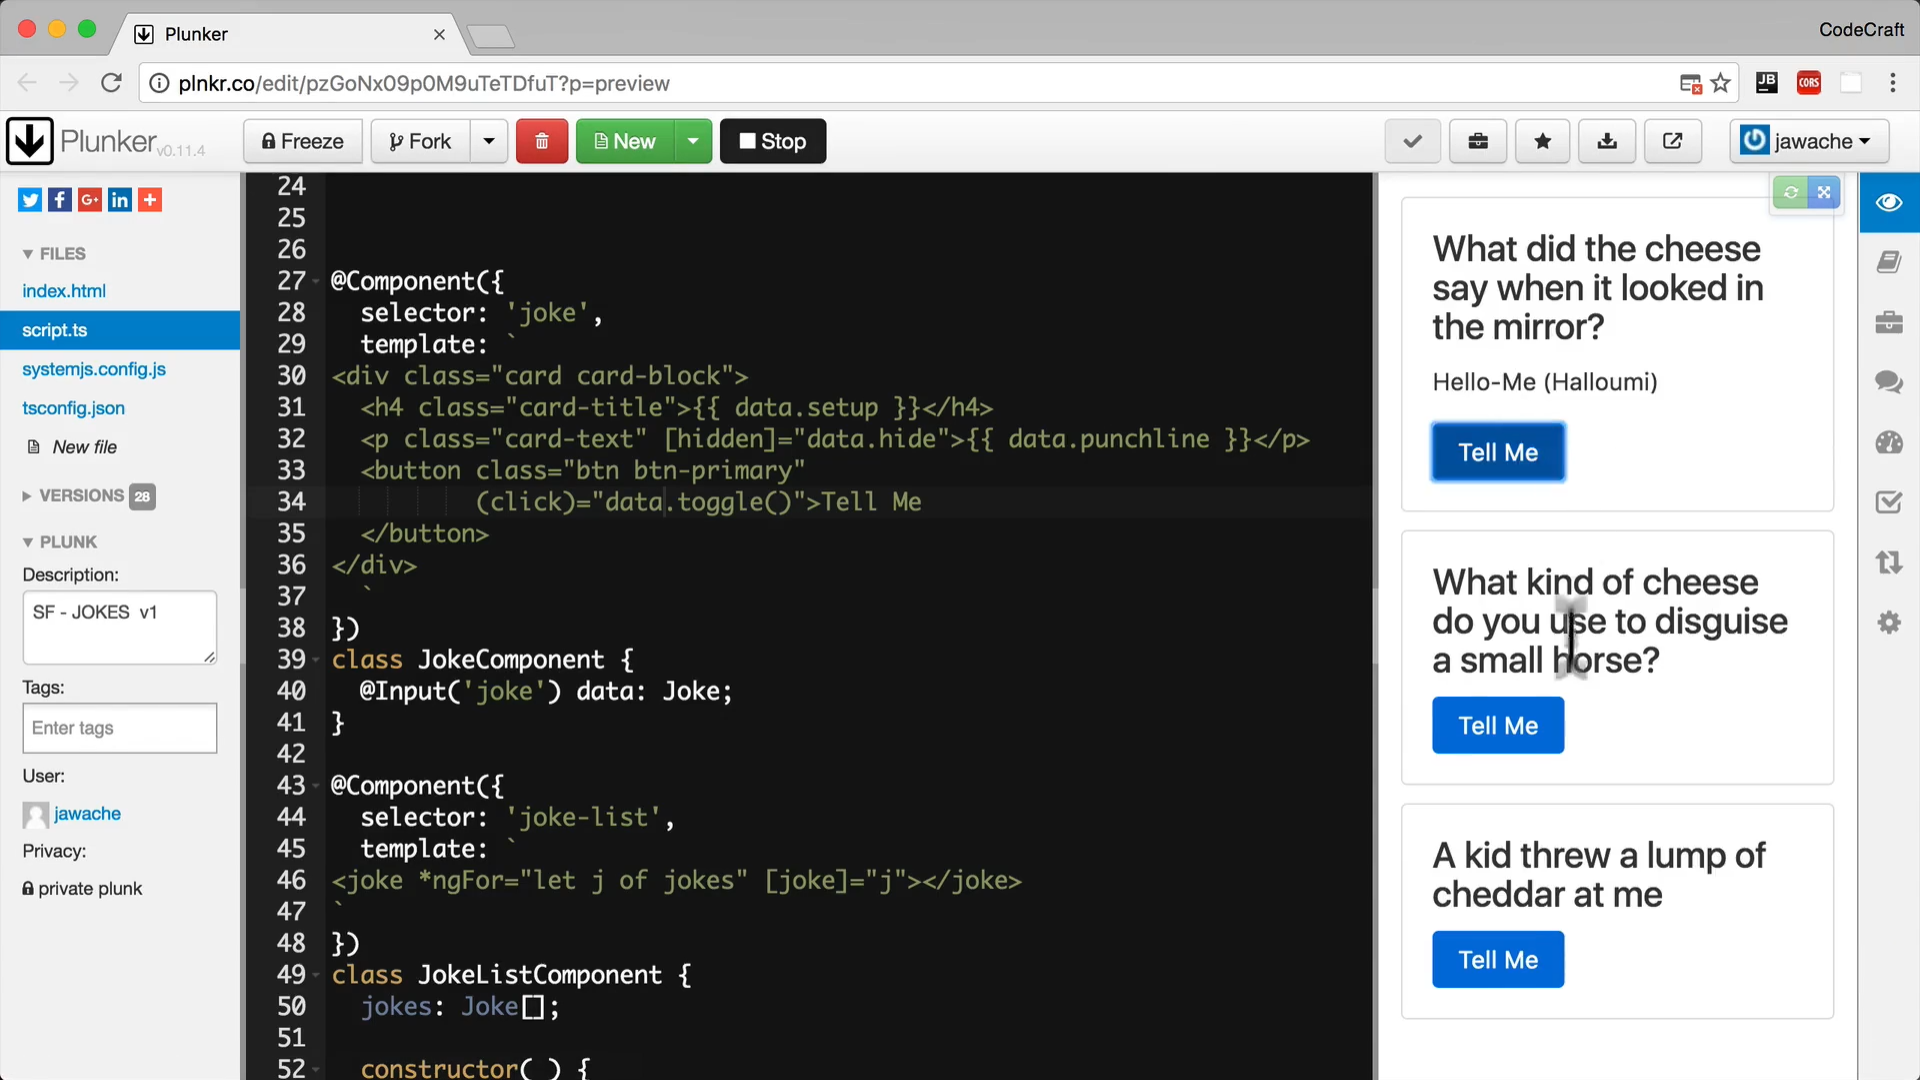 Plunker
CodeCraft
plnkr.co/edit/pzGoNx09p0M9uTeTDfuT?p=preview
JB
CORS
Plunker v0.11.4
Freeze
Fork
New
Stop
jawache
FILES
index.html
script.ts
systemjs.config.js
tsconfig.json
New file
VERSIONS 28
PLUNK
Description:
SF - JOKES v1
Tags:
Enter tags
User:
jawache
Privacy:
private plunk
24
25
26
27 @Component({
28 selector: 'joke',
29 template: `
30 <div class="card card-block">
31 <h4 class="card-title">{{ data.setup }}</h4>
32 <p class="card-text" [hidden]="data.hide">{{ data.punchline }}</p>
33 <button class="btn btn-primary"
34 (click)="data.toggle()">Tell Me
35 </button>
36 </div>
37 `
38 })
39 class JokeComponent {
40 @Input('joke') data: Joke;
41 }
42
43 @Component({
44 selector: 'joke-list',
45 template: `
46 <joke *ngFor="let j of jokes" [joke]="j"></joke>
47 `
48 })
49 class JokeListComponent {
50 jokes: Joke[];
51
52 constructor( ) {
What did the cheese
say when it looked in
the mirror?
Hello-Me (Halloumi)
Tell Me
What kind of cheese
do you use to disguise
a small horse?
Tell Me
A kid threw a lump of
cheddar at me
Tell Me